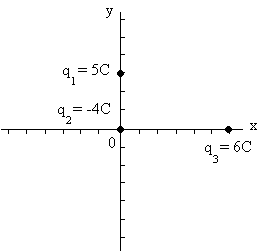 y
q₁ = 5C
q₂ = -4C
x
0
q₃ = 6C